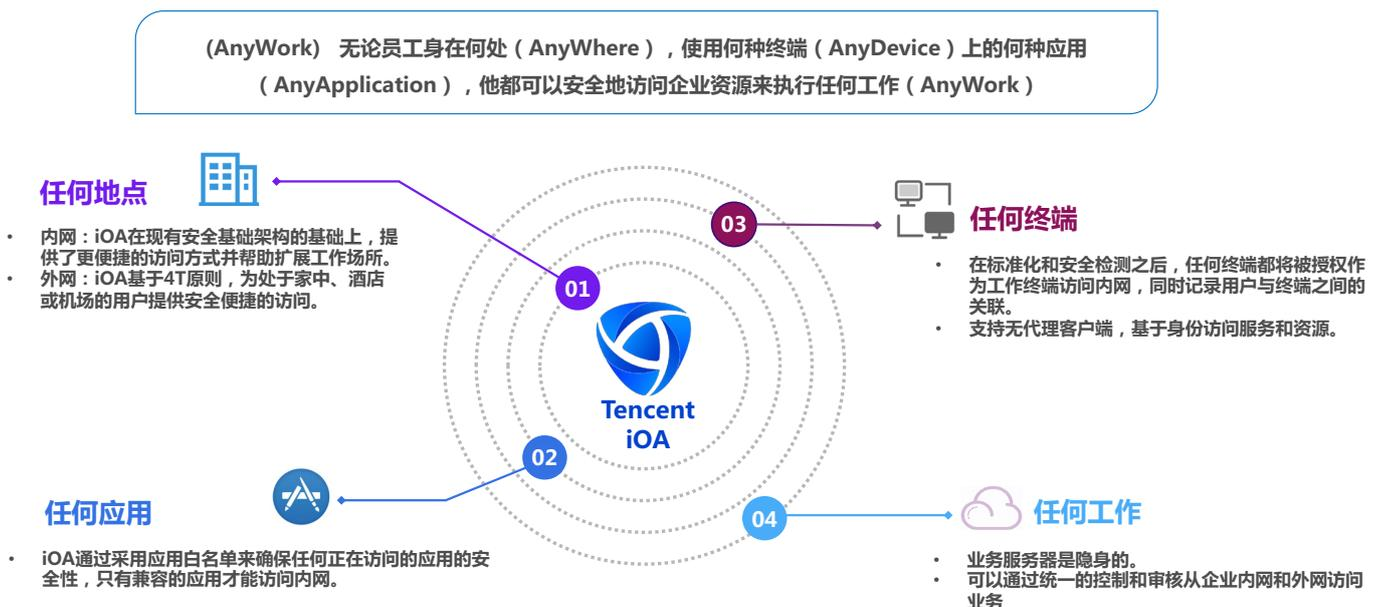 (AnyWork) 无论员工身在何处（AnyWhere），使用何种终端（AnyDevice）上的何种应用
（AnyApplication），他都可以安全地访问企业资源来执行任何工作（AnyWork）
任何地点
• 内网：iOA在现有安全基础架构的基础上，提
供了更便捷的访问方式并帮助扩展工作场所。
• 外网：iOA基于4T原则，为处于家中、酒店
或机场的用户提供安全便捷的访问。
01
03
任何终端
• 在标准化和安全检测之后，任何终端都将被授权作
为工作终端访问内网，同时记录用户与终端之间的
关联。
• 支持无代理客户端，基于身份访问服务和资源。
Tencent
iOA
02
任何应用
• iOA通过采用应用白名单来确保任何正在访问的应用的安
全性，只有兼容的应用才能访问内网。
04
任何工作
• 业务服务器是隐身的。
• 可以通过统一的控制和审核从企业内网和外网访问
业务